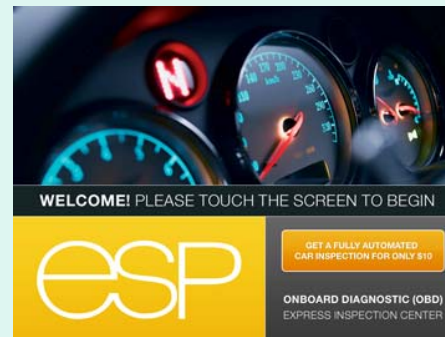 N
km/h
WELCOME! PLEASE TOUCH THE SCREEN TO BEGIN
esp
GET A FULLY AUTOMATED
CAR INSPECTION FOR ONLY $10
ONBOARD DIAGNOSTIC (OBD)
EXPRESS INSPECTION CENTER